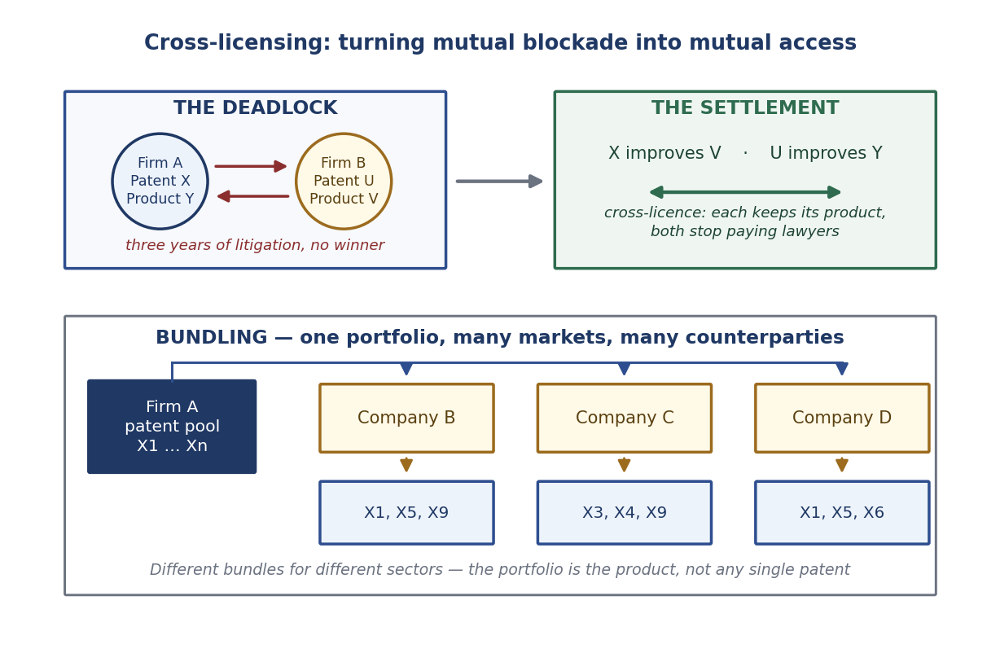 Cross-licensing: turning mutual blockade into mutual access
THE DEADLOCK
Firm A
Patent X
Product Y
Firm B
Patent U
Product V
three years of litigation, no winner
THE SETTLEMENT
X improves V · U improves Y
cross-licence: each keeps its product,
both stop paying lawyers
BUNDLING — one portfolio, many markets, many counterparties
Firm A
patent pool
X1 … Xn
Company B
Company C
Company D
X1, X5, X9
X3, X4, X9
X1, X5, X6
Different bundles for different sectors — the portfolio is the product, not any single patent